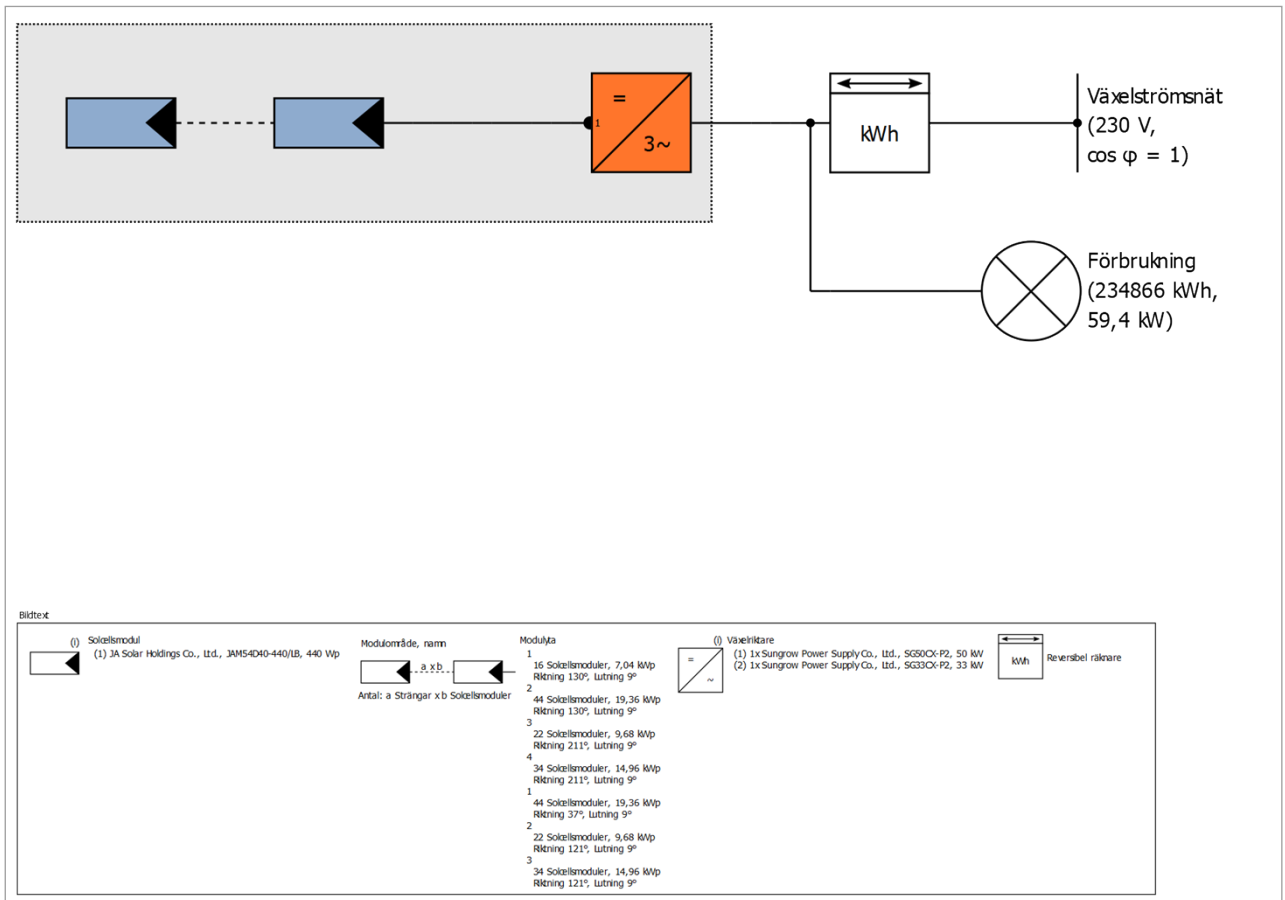 =
1
3~
kWh
Växelströmsnät
(230 V,
cos φ = 1)
Förbrukning
(234866 kWh,
59,4 kW)
Bildtext
(i) Solcellsmodul
(1) JA Solar Holdings Co., Ltd., JAM54D40-440/LB, 440 Wp
Modulområde, namn
a x b
Antal: a Strängar x b Solcellsmoduler
Modulyta
1
16 Solcellsmoduler, 7,04 kWp
Riktning 130°, Lutning 9°
2
44 Solcellsmoduler, 19,36 kWp
Riktning 130°, Lutning 9°
3
22 Solcellsmoduler, 9,68 kWp
Riktning 211°, Lutning 9°
4
34 Solcellsmoduler, 14,96 kWp
Riktning 211°, Lutning 9°
1
44 Solcellsmoduler, 19,36 kWp
Riktning 37°, Lutning 9°
2
22 Solcellsmoduler, 9,68 kWp
Riktning 121°, Lutning 9°
3
34 Solcellsmoduler, 14,96 kWp
Riktning 121°, Lutning 9°
(i) Växelriktare
=
~
(1) 1x Sungrow Power Supply Co., Ltd., SG50CX-P2, 50 kW
(2) 1x Sungrow Power Supply Co., Ltd., SG33CX-P2, 33 kW
kWh
Reversibel räknare